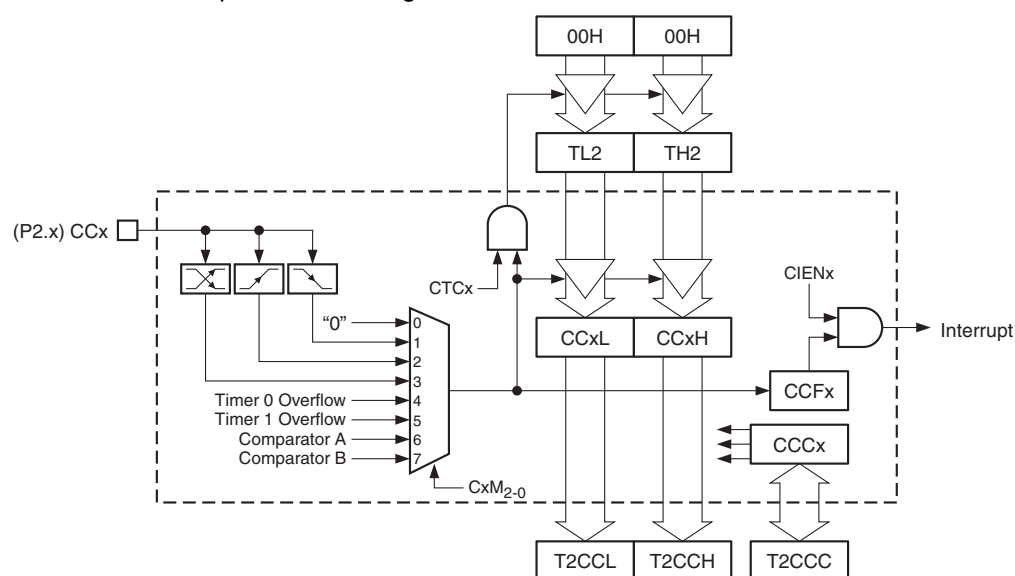 00H 00H
TL2 TH2
(P2.x) CCx
CTCx
CIENx
"0"
0
1
2
3
Timer 0 Overflow 4
Timer 1 Overflow 5
Comparator A 6
Comparator B 7
CxM2-0
CCxL CCxH
Interrupt
CCFx
CCCx
T2CCL T2CCH T2CCC